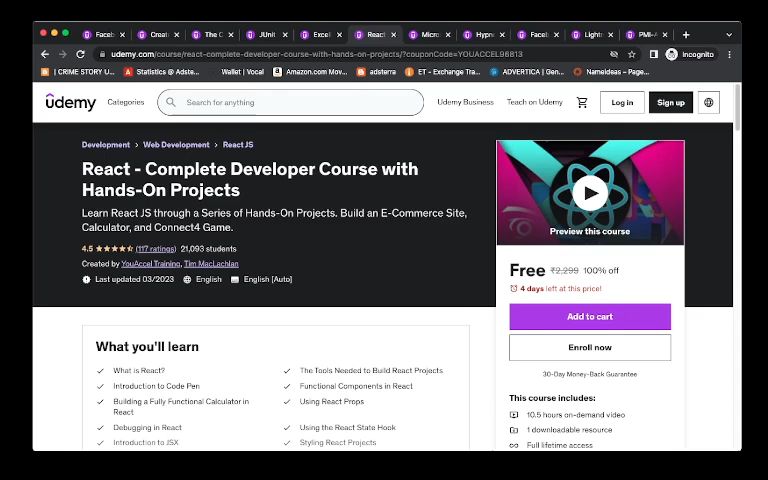 Faceb
Creat
The C
JUnit
Excel
React
Micro
Hypn
Faceb
Lightr
PMI-A
udemy.com/course/react-complete-developer-course-with-hands-on-projects/?couponCode=YOUACCEL96813
Incognito
| CRIME STORY U...
Statistics @ Adste...
Wallet | Vocal
Amazon.com Mov...
adsterra
ET - Exchange Tra...
ADVERTICA | Gen...
Nameideas – Page...
udemy
Categories
Search for anything
Udemy Business
Teach on Udemy
Log in
Sign up
Development > Web Development > React JS
React - Complete Developer Course with
Hands-On Projects
Learn React JS through a Series of Hands-On Projects. Build an E-Commerce Site,
Calculator, and Connect4 Game.
4.5 (117 ratings) 21,093 students
Created by YouAccel Training, Tim MacLachlan
Last updated 03/2023 English English [Auto]
Preview this course
Free ₹2,299 100% off
4 days left at this price!
Add to cart
Enroll now
30-Day Money-Back Guarantee
This course includes:
10.5 hours on-demand video
1 downloadable resource
Full lifetime access
What you'll learn
What is React?
Introduction to Code Pen
Building a Fully Functional Calculator in
React
Debugging in React
Introduction to JSX
The Tools Needed to Build React Projects
Functional Components in React
Using React Props
Using the React State Hook
Styling React Projects